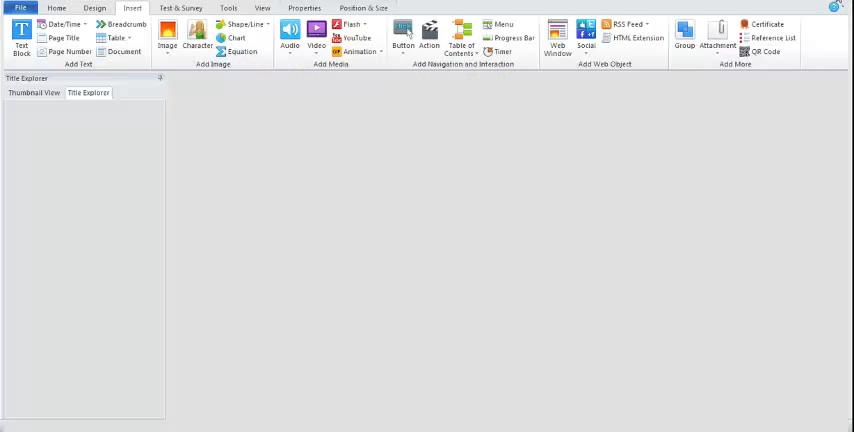 File Home Design Insert Test & Survey Tools View Properties Position & Size
Text Block
Date/Time
Page Title
Page Number
Breadcrumb
Table
Document
Add Text
Image
Character
Shape/Line
Chart
Equation
Add Image
Audio
Video
Flash
YouTube
Animation
Add Media
Button
Action
Table of
Contents
Menu
Progress Bar
Timer
Add Navigation and Interaction
Web
Window
Social
RSS Feed
HTML Extension
Add Web Object
Group
Attachment
Certificate
Reference List
QR Code
Add More
Title Explorer
Thumbnail View Title Explorer